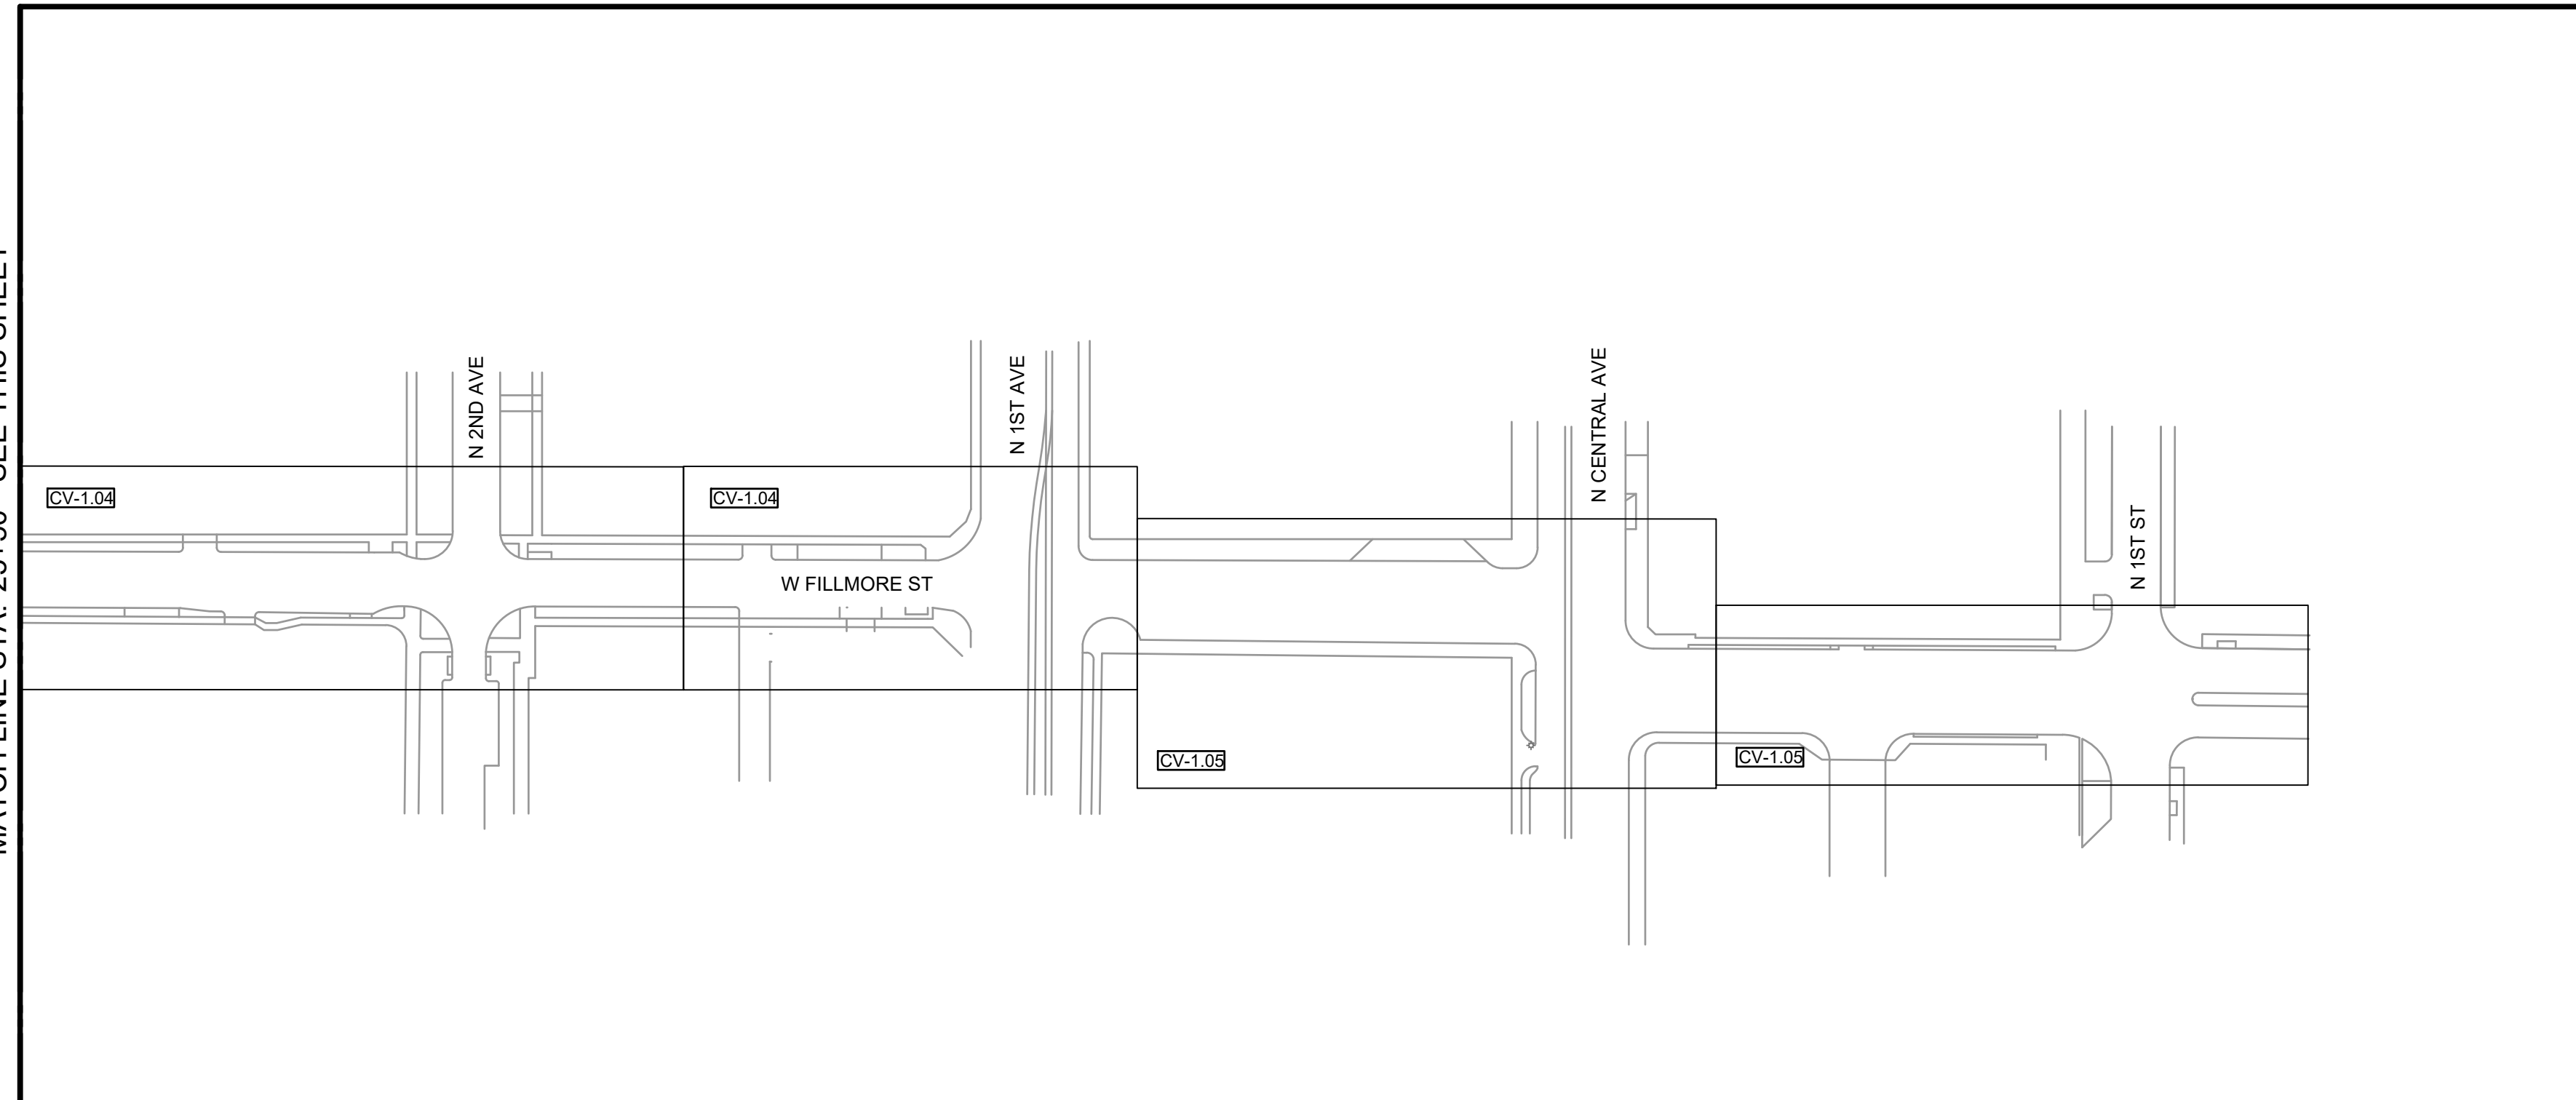 N 2ND AVE
N 1ST AVE
N CENTRAL AVE
N 1ST ST
CV-1.04
CV-1.04
W FILLMORE ST
CV-1.05
CV-1.05